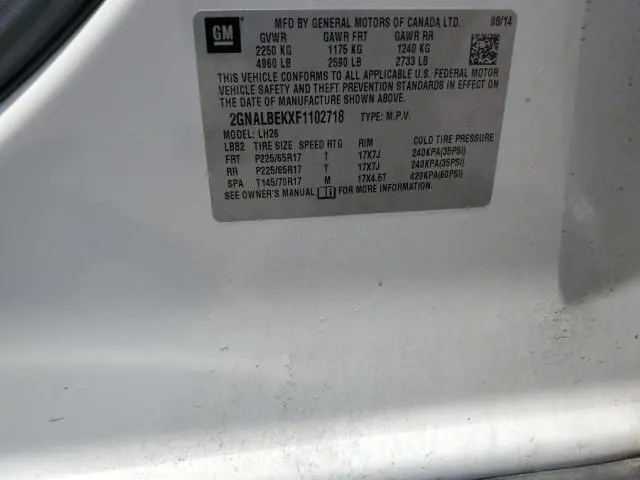 GM
MFD BY GENERAL MOTORS OF CANADA LTD. 08/14
GVWR GAWR FRT GAWR RR
2250 KG 1175 KG 1240 KG
4960 LB 2590 LB 2733 LB
THIS VEHICLE CONFORMS TO ALL APPLICABLE U.S. FEDERAL MOTOR
VEHICLE SAFETY AND THEFT PREVENTION STANDARDS IN EFFECT ON
THE DATE OF MANUFACTURE SHOWN ABOVE.
2GNALBEKXF1102718 TYPE: M.P.V.
MODEL: LH26
LBB2 TIRE SIZE SPEED RTG RIM COLD TIRE PRESSURE
FRT P225/65R17 T 17X7J 240KPA(35PSI)
RR P225/65R17 T 17X7J 240KPA(35PSI)
SPA T145/70R17 M 17X4.5T 420KPA(60PSI)
SEE OWNER'S MANUAL FOR MORE INFORMATION.